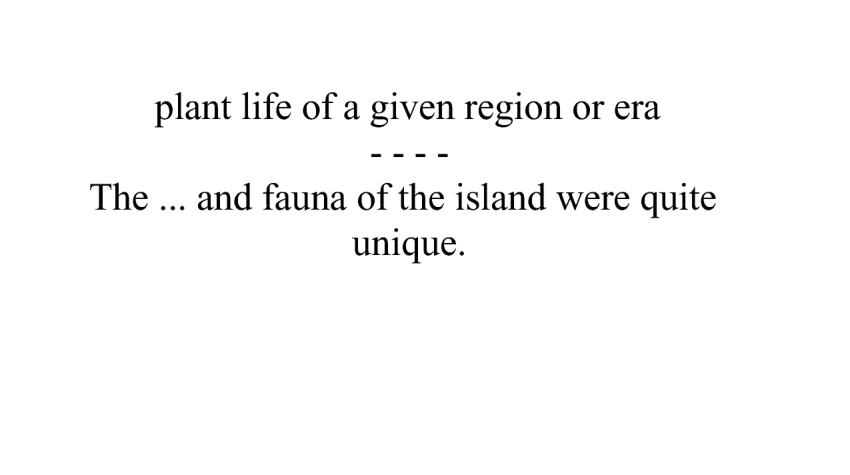 plant life of a given region or era
- - - -
The ... and fauna of the island were quite
unique.